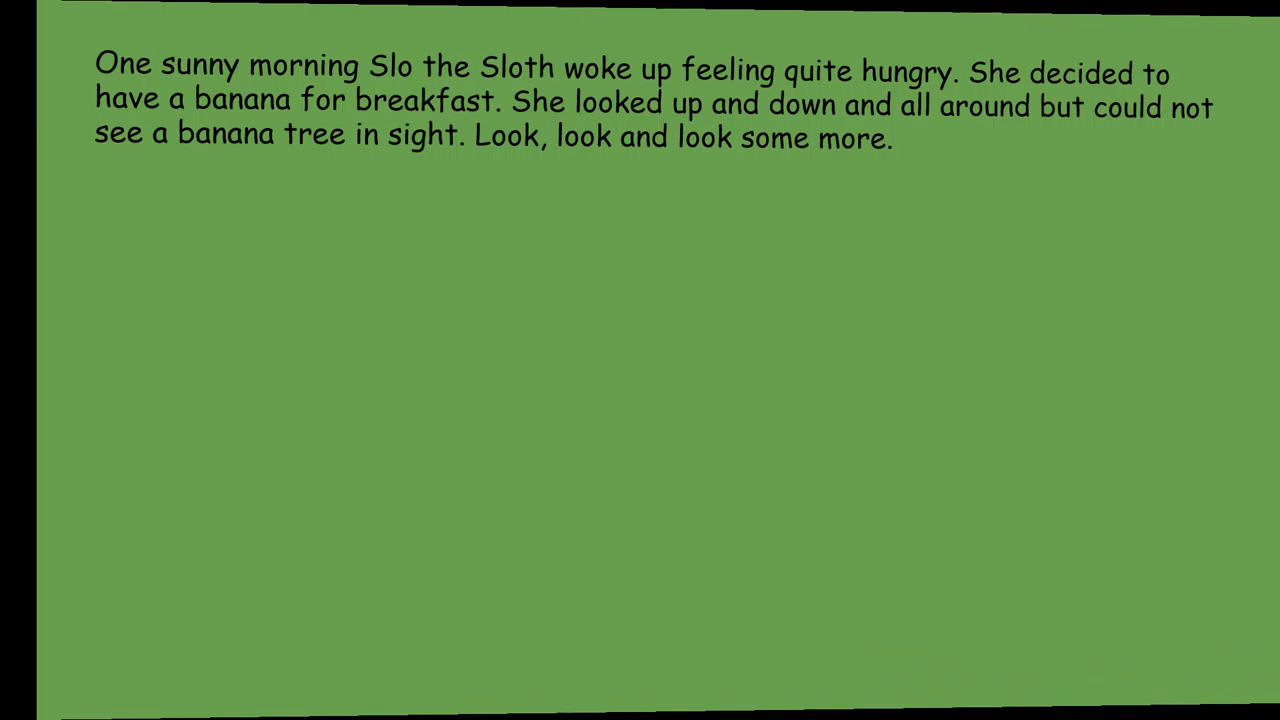 One sunny morning Slo the Sloth woke up feeling quite hungry. She decided to
have a banana for breakfast. She looked up and down and all around but could not
see a banana tree in sight. Look, look and look some more.